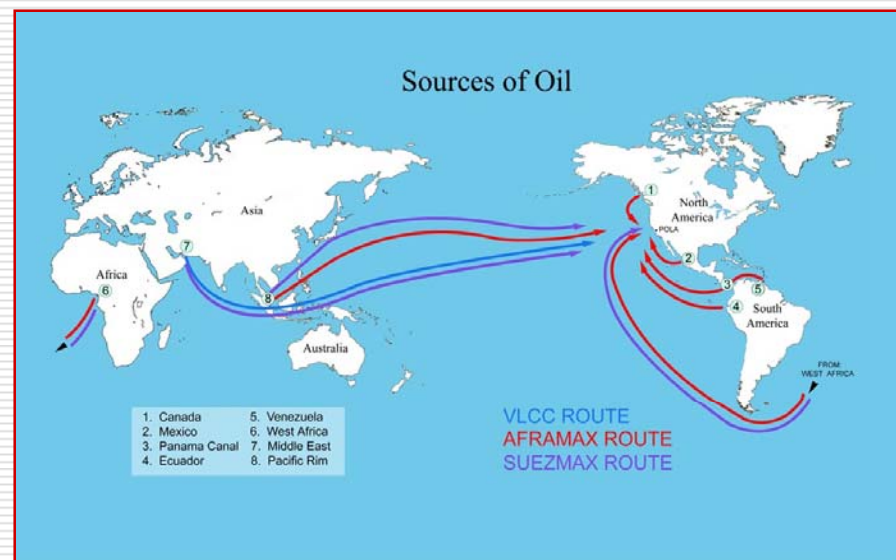 Sources of Oil
Asia
Africa
Australia
North
America
POLA
South
America
FROM:
WEST AFRICA
1
2
3
4
5
6
7
8
1. Canada
2. Mexico
3. Panama Canal
4. Ecuador
5. Venezuela
6. West Africa
7. Middle East
8. Pacific Rim
VLCC ROUTE
AFRAMAX ROUTE
SUEZMAX ROUTE